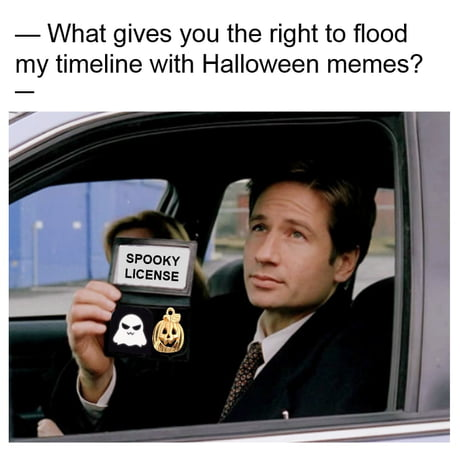 — What gives you the right to flood
my timeline with Halloween memes?
—
SPOOKY
LICENSE